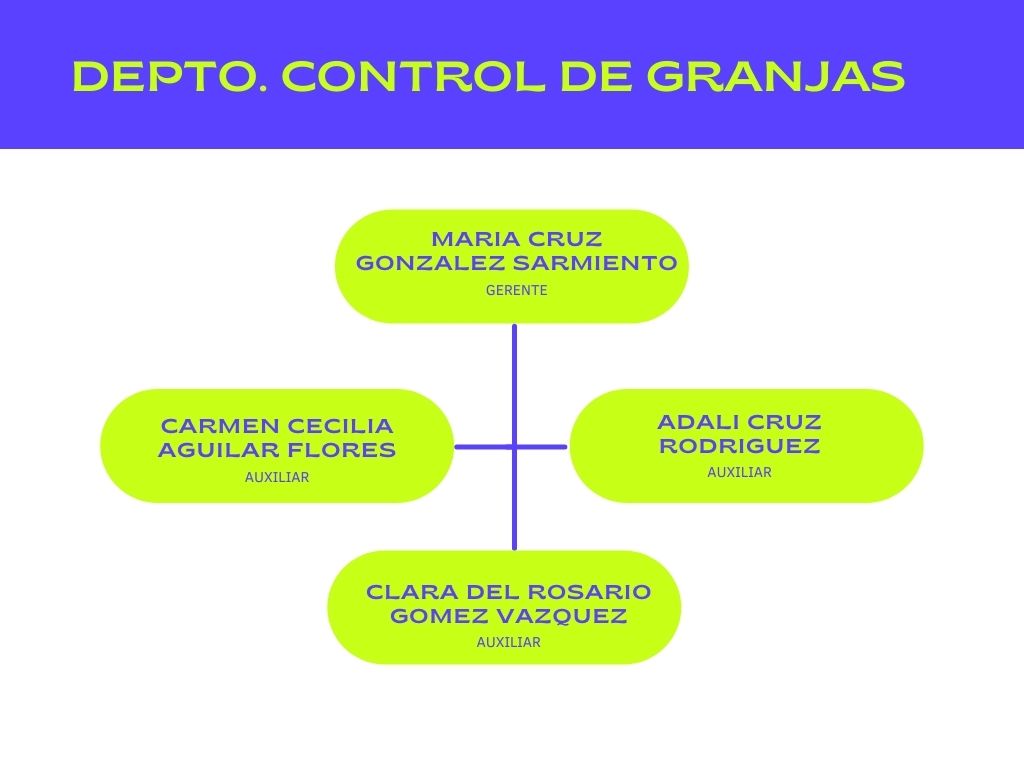 DEPTO. CONTROL DE GRANJAS
MARIA CRUZ
GONZALEZ SARMIENTO
GERENTE
CARMEN CECILIA
AGUILAR FLORES
AUXILIAR
ADALI CRUZ
RODRIGUEZ
AUXILIAR
CLARA DEL ROSARIO
GOMEZ VAZQUEZ
AUXILIAR